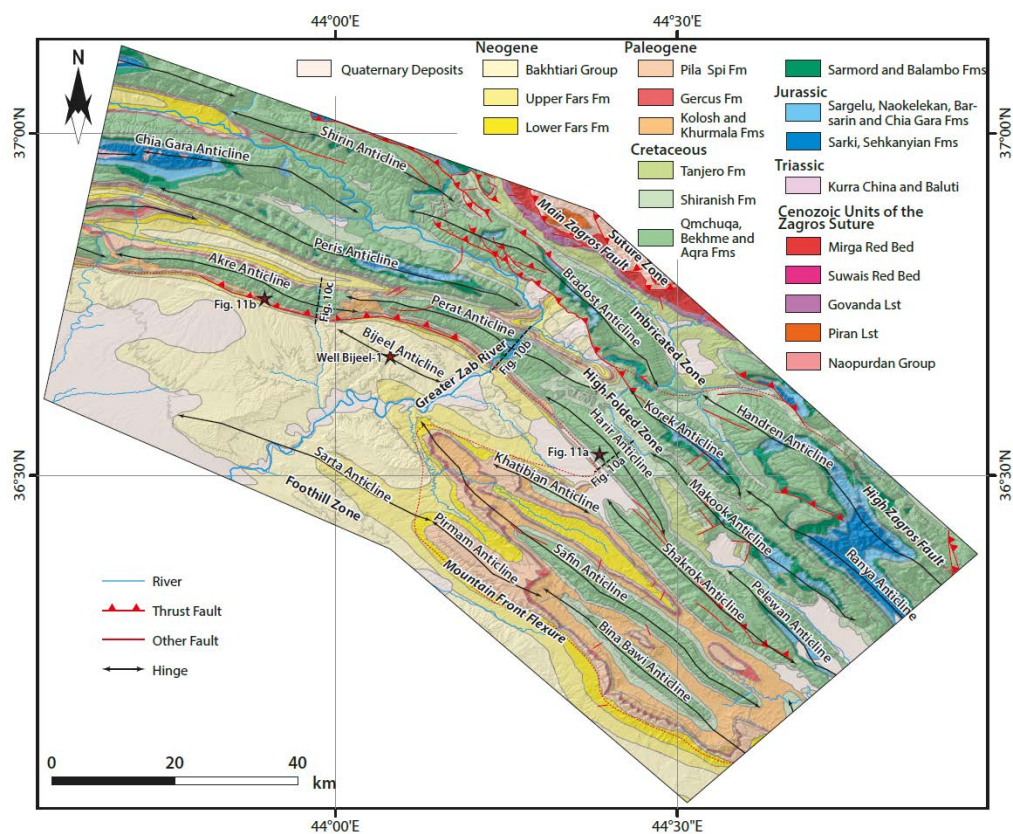 44°00'E
44°30'E
N
37°00'N
37°00'N
36°30'N
36°30'N
44°00'E
44°30'E
Quaternary Deposits
Neogene
Bakhtiari Group
Upper Fars Fm
Lower Fars Fm
Paleogene
Pila Spi Fm
Gercus Fm
Kolosh and
Khurmala Fms
Cretaceous
Tanjero Fm
Shiranish Fm
Qmchuqa,
Bekhme and
Aqra Fms
Sarmord and Balambo Fms
Jurassic
Sargelu, Naokelekan, Bar-
sarin and Chia Gara Fms
Sarki, Sehkanyian Fms
Triassic
Kurra China and Baluti
Cenozoic Units of the
Zagros Suture
Mirga Red Bed
Suwais Red Bed
Govanda Lst
Piran Lst
Naopurdan Group
Shirin Anticline
Chia Gara Anticline
Main Zagros Fault
Suture Zone
Peris Anticline
Akre Anticline
Fig. 11b
Fig. 10c
Perat Anticline
Bradost Anticline
Imbricated Zone
Bijeel Anticline
Well Bijeel-1
Greater Zab River
Fig. 10b
High Folded Zone
Korek Anticline
Handren Anticline
Harir Anticline
Fig. 11a
Fig. 10a
Khatibian Anticline
Sarta Anticline
Foothill Zone
Makook Anticline
High Zagros Fault
Pirmam Anticline
Safin Anticline
Shakrok Anticline
Ranya Anticline
Pelewan Anticline
Mountain Front Flexure
Bina Bawi Anticline
River
Thrust Fault
Other Fault
Hinge
0 20 40
km